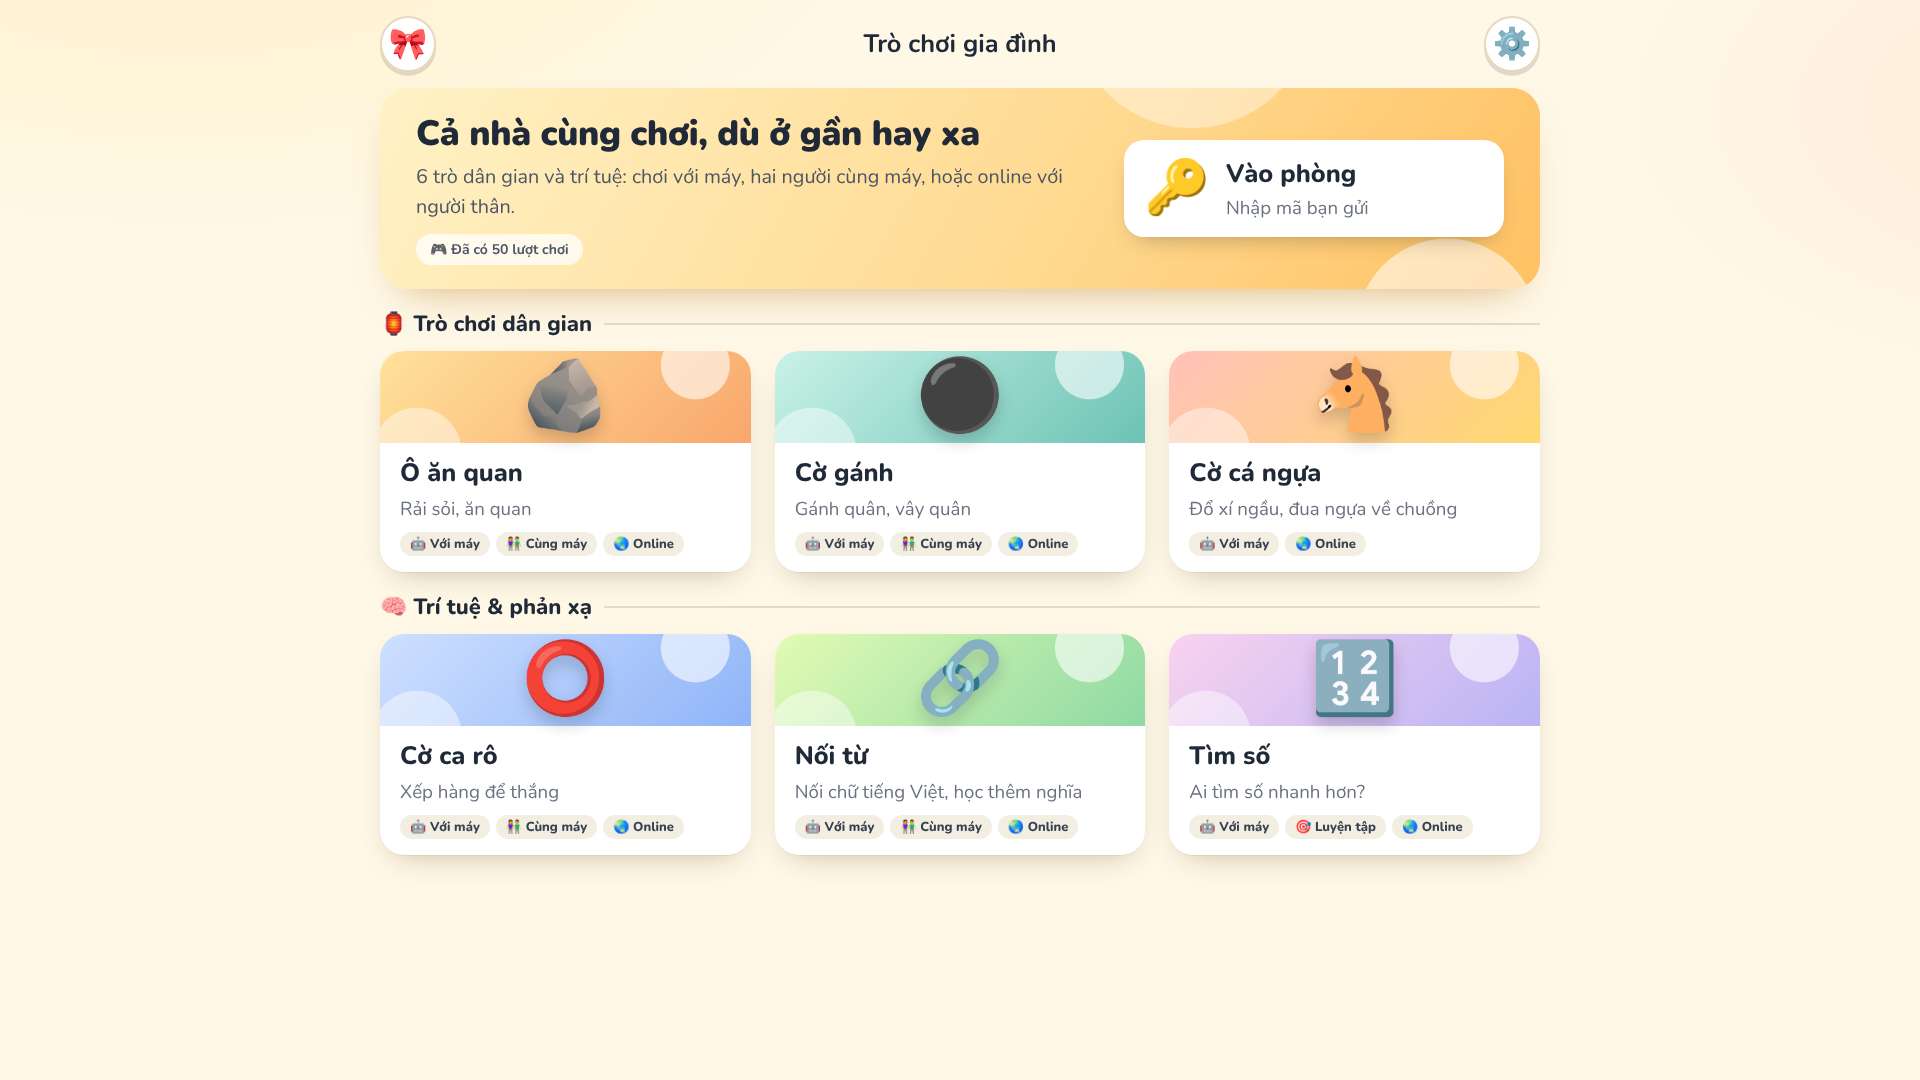 Trò chơi gia đình
Cả nhà cùng chơi, dù ở gần hay xa
6 trò dân gian và trí tuệ: chơi với máy, hai người cùng máy, hoặc online với
người thân.
Đã có 50 lượt chơi
Vào phòng
Nhập mã bạn gửi
Trò chơi dân gian
Ô ăn quan
Rải sỏi, ăn quan
Với máy Cùng máy Online
Cờ gánh
Gánh quân, vây quân
Với máy Cùng máy Online
Cờ cá ngựa
Đổ xí ngầu, đua ngựa về chuồng
Với máy Online
Trí tuệ & phản xạ
Cờ ca rô
Xếp hàng để thắng
Với máy Cùng máy Online
1 2
3 4
Nối từ
Nối chữ tiếng Việt, học thêm nghĩa
Với máy Cùng máy Online
Tìm số
Ai tìm số nhanh hơn?
Với máy Luyện tập Online